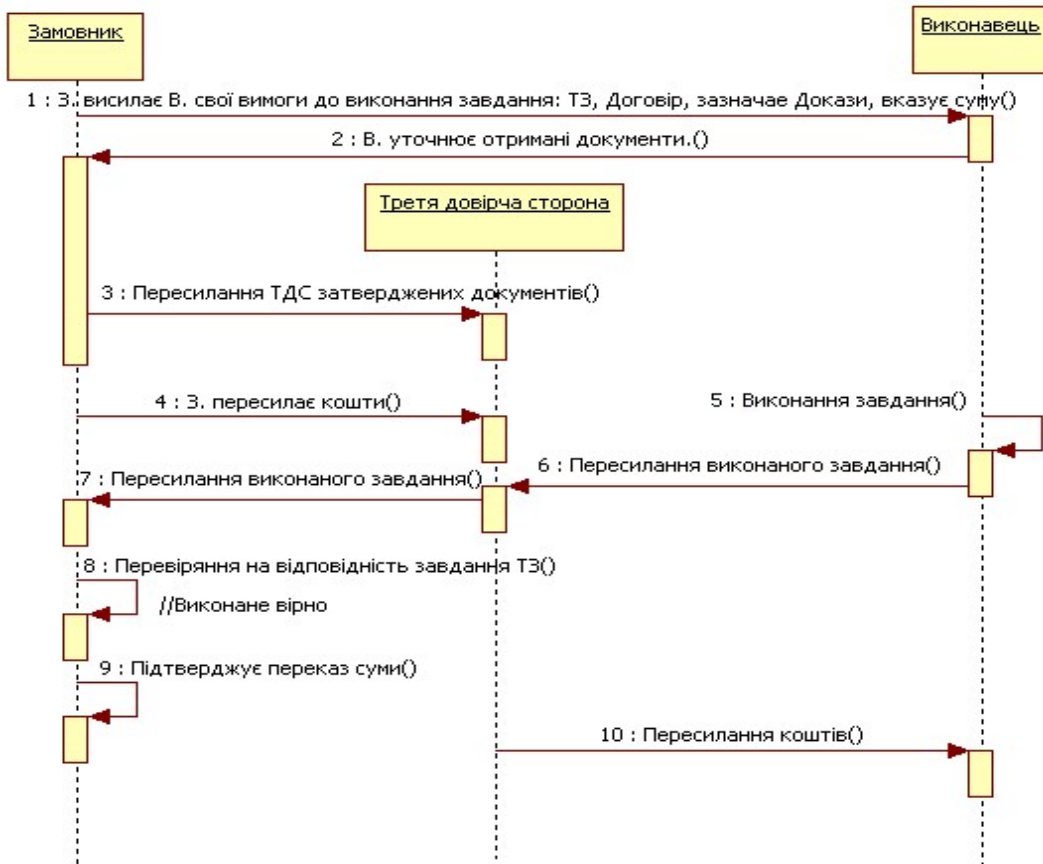 Замовник
Виконавець
1 : З. висилає В. свої вимоги до виконання завдання: ТЗ, Договір, зазначае Докази, вказує суму()
2 : В. уточнює отримані документи.()
Третя довірча сторона
3 : Пересилання ТДС затверджених документів()
4 : З. пересилає кошти()
5 : Виконання завдання()
6 : Пересилання виконаного завдання()
7 : Пересилання виконаного завдання()
8 : Перевіряння на відповідність завдання ТЗ()
//Виконане вірно
9 : Підтверджує переказ суми()
10 : Пересилання коштів()